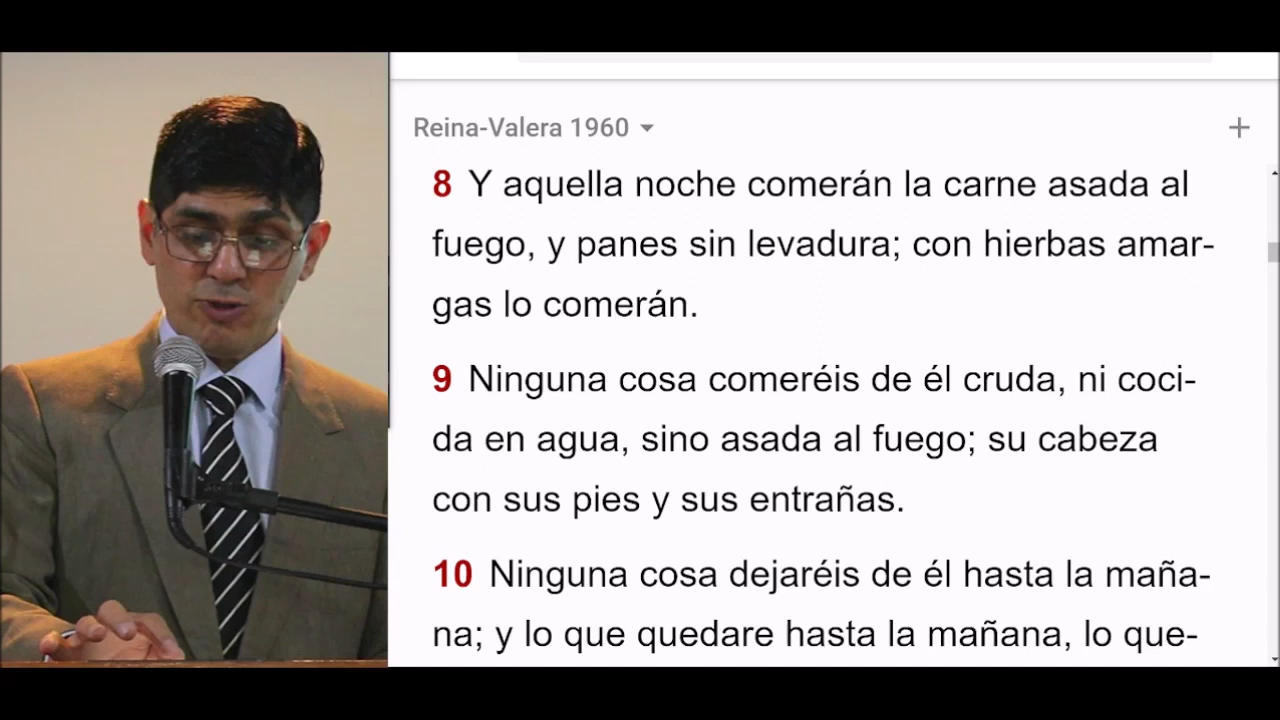 Reina-Valera 1960
8 Y aquella noche comerán la carne asada al
fuego, y panes sin levadura; con hierbas amar-
gas lo comerán.
9 Ninguna cosa comeréis de él cruda, ni coci-
da en agua, sino asada al fuego; su cabeza
con sus pies y sus entrañas.
10 Ninguna cosa dejaréis de él hasta la maña-
na; y lo que quedare hasta la mañana, lo que-